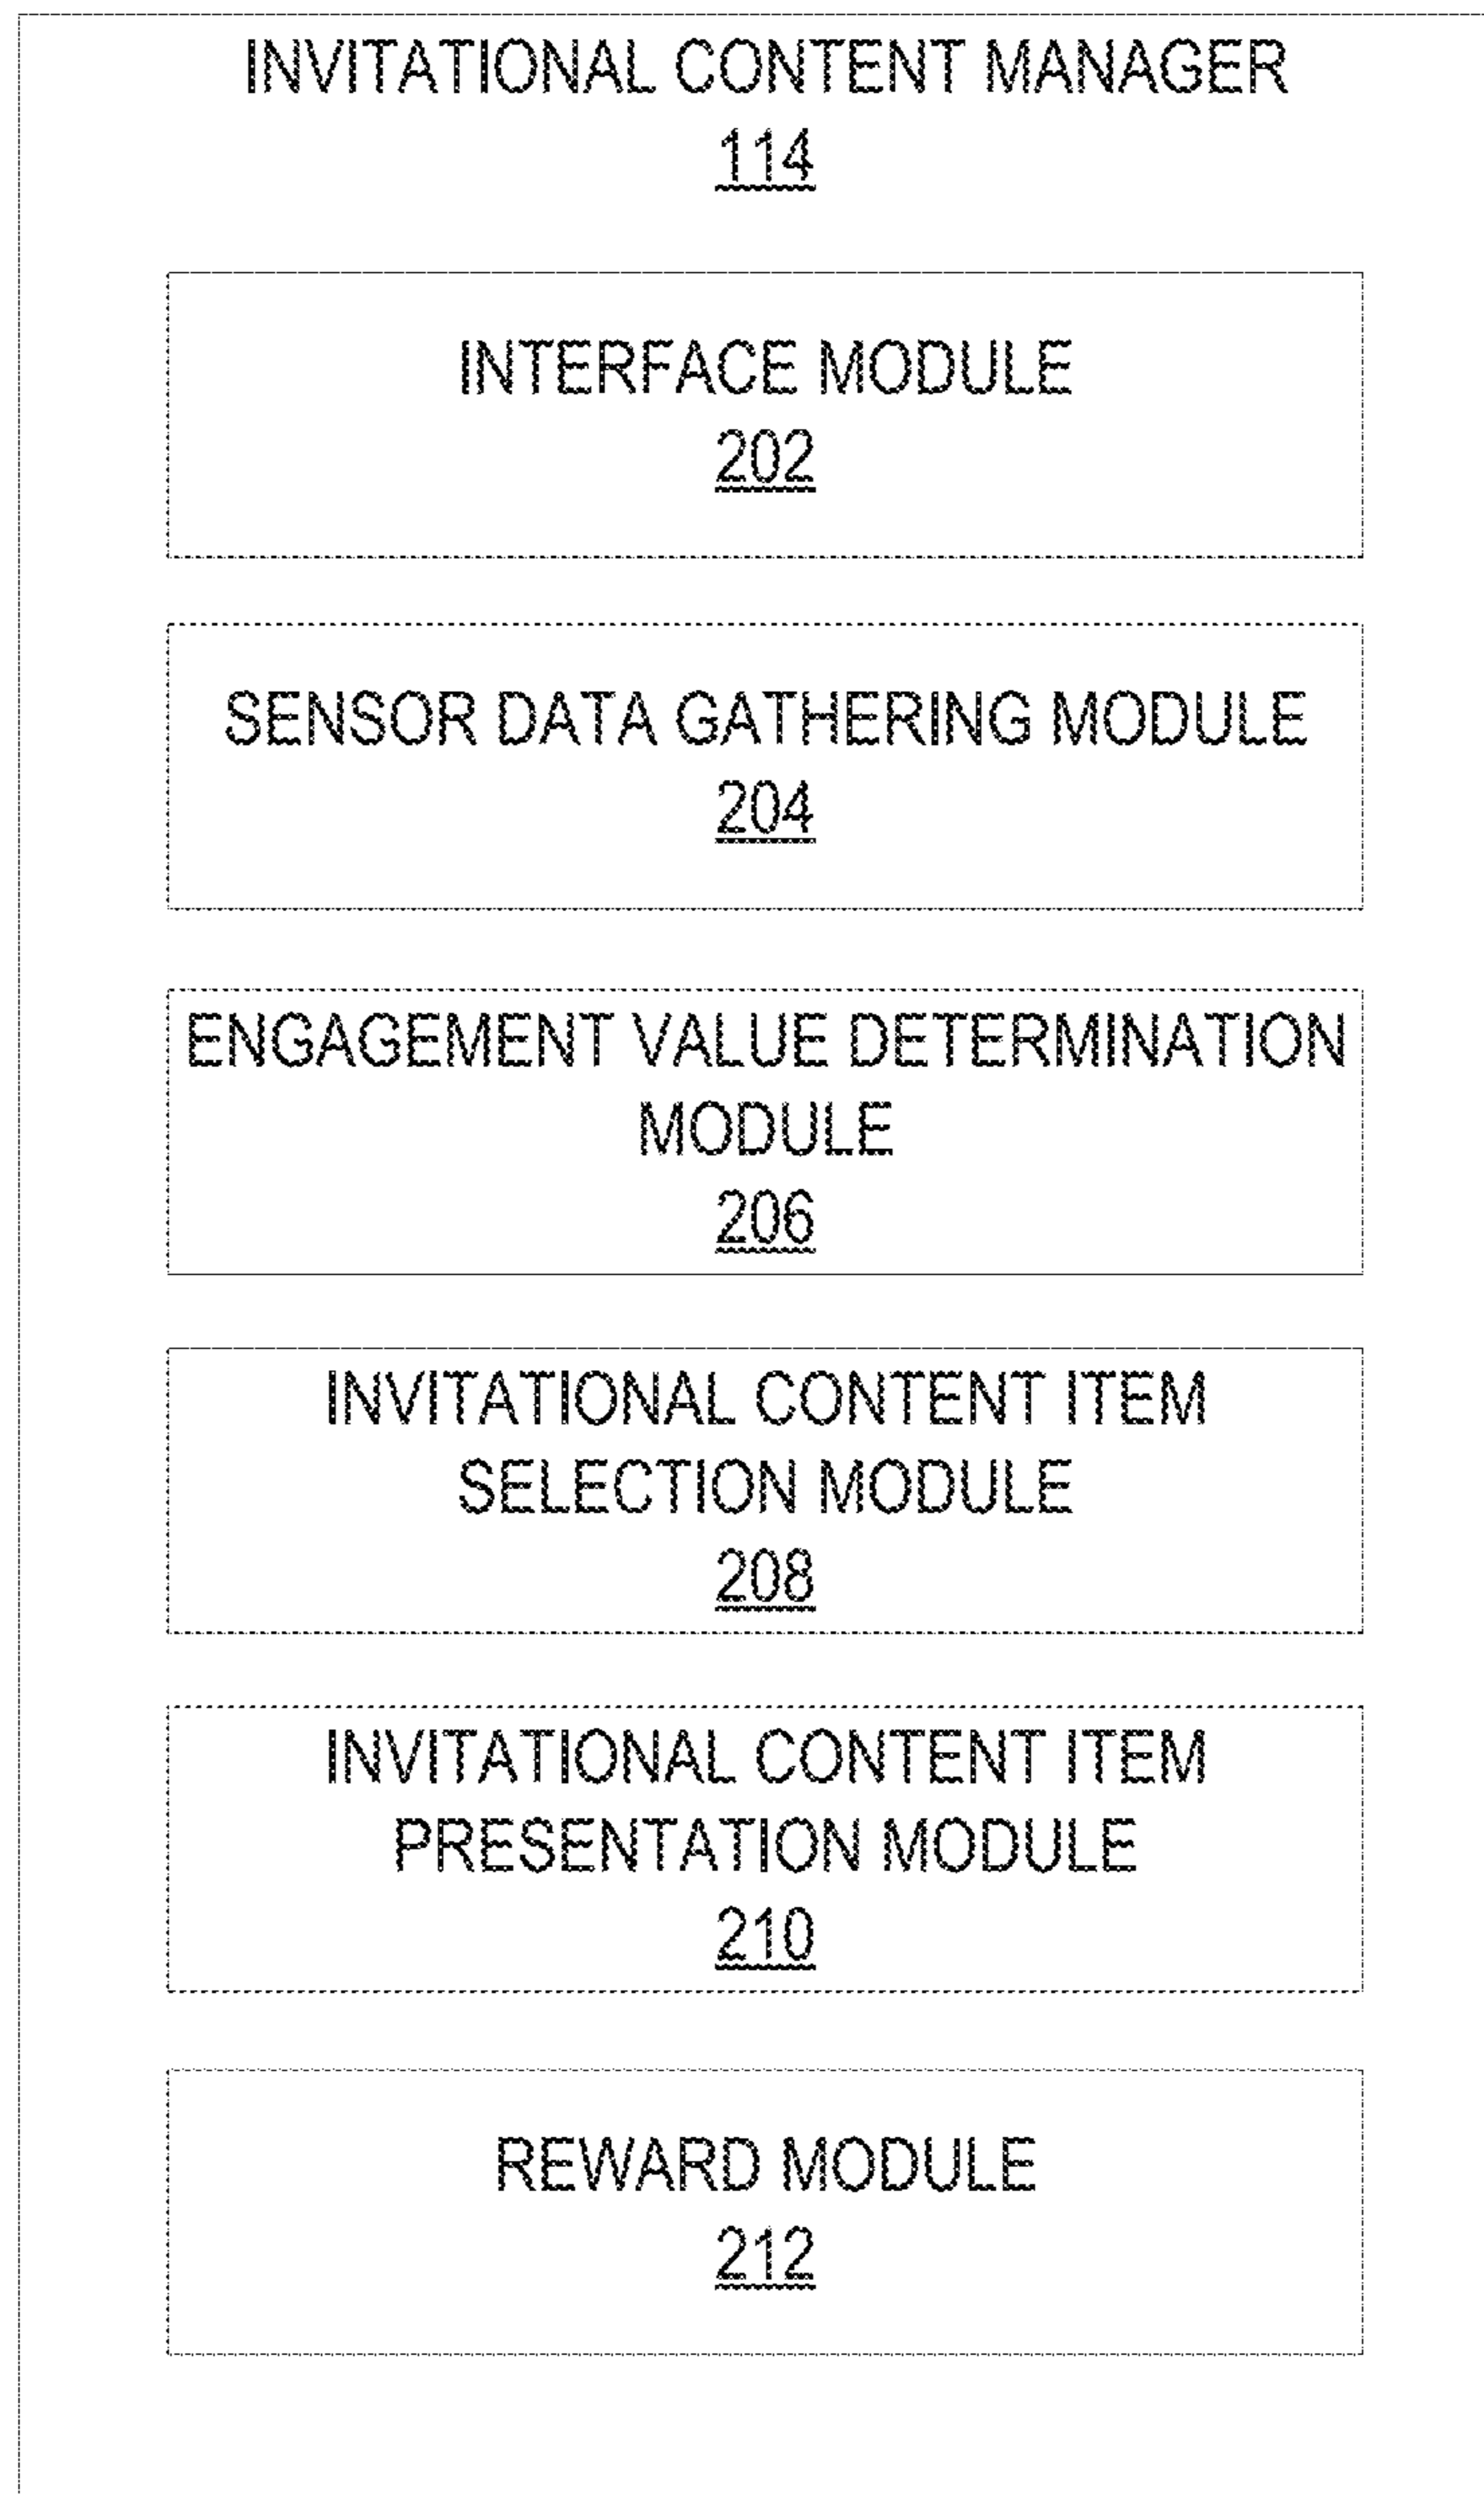 INVITATIONAL CONTENT MANAGER
114
INTERFACE MODULE
202
SENSOR DATA GATHERING MODULE
204
ENGAGEMENT VALUE DETERMINATION
MODULE
206
INVITATIONAL CONTENT ITEM
SELECTION MODULE
208
INVITATIONAL CONTENT ITEM
PRESENTATION MODULE
210
REWARD MODULE
212